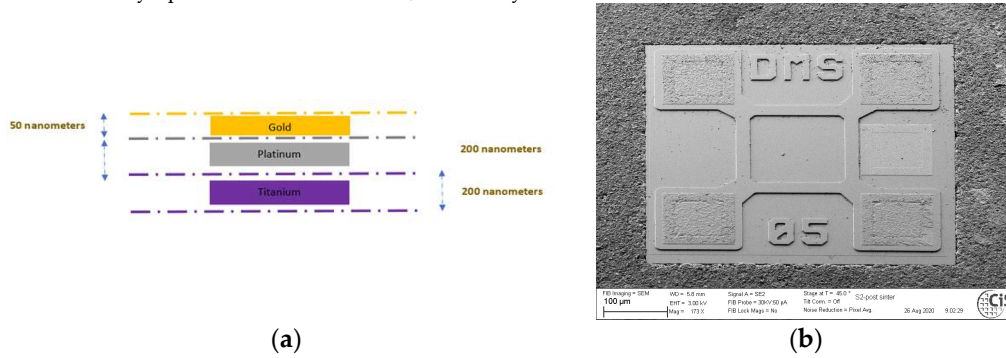 50 nanometers
Gold
Platinum
200 nanometers
Titanium
200 nanometers
DMS
05
FIB Imaging = SEM
WD = 5.8 mm
Signal A = SE2
Stage at T = 45.0 °
S2-post sinter
100 µm
EHT = 3.00 kV
FIB Probe = 30KV:50 pA
Tilt Corrn. = Off
Mag = 173 X
FIB Lock Mags = No
Noise Reduction = Pixel Avg.
26 Aug 2020
9:02:29
CiS
(a)
(b)